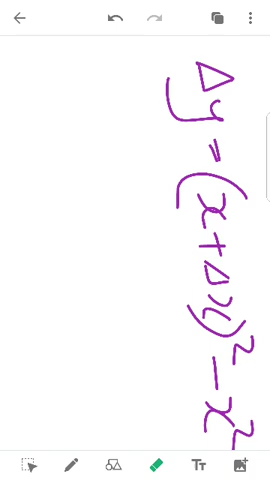 Δy = (x + Δx)² - x²